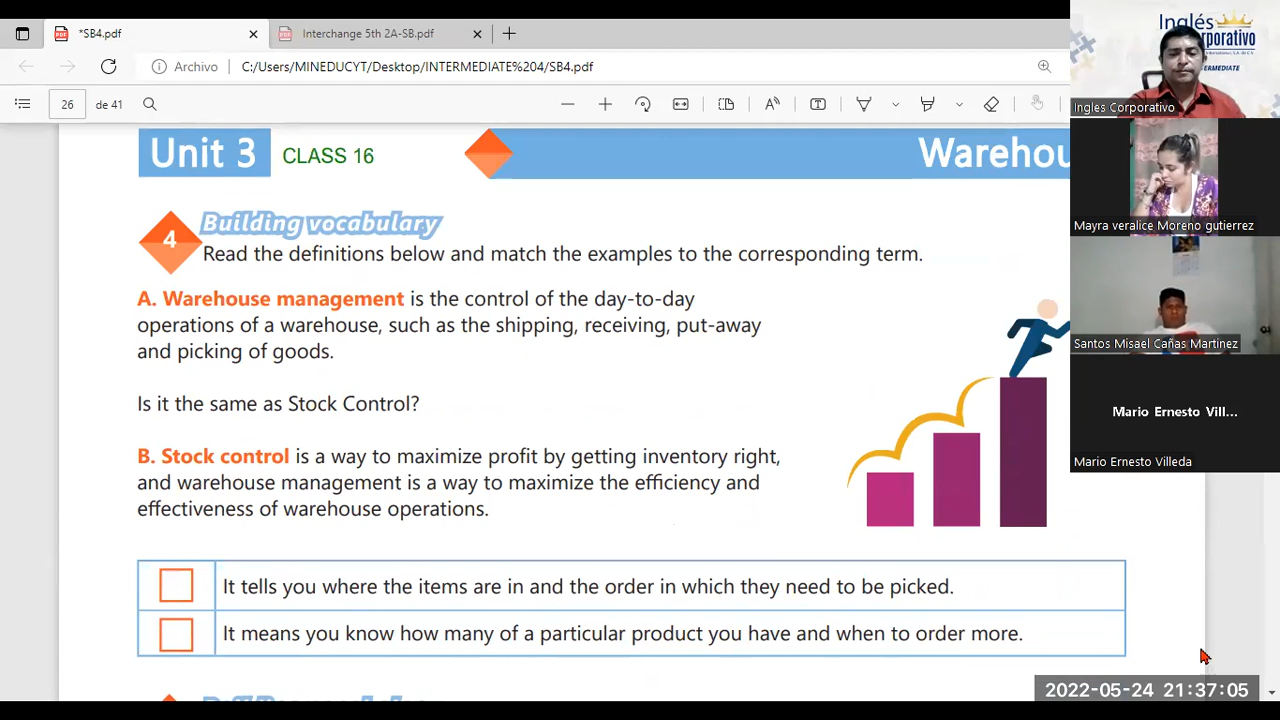 *SB4.pdf
Interchange 5th 2A-SB.pdf
Archivo
C:/Users/MINEDUCYT/Desktop/INTERMEDIATE%204/SB4.pdf
26
de 41
Unit 3
CLASS 16
Warehou
4
Building vocabulary
Read the definitions below and match the examples to the corresponding term.
A. Warehouse management is the control of the day-to-day
operations of a warehouse, such as the shipping, receiving, put-away
and picking of goods.
Is it the same as Stock Control?
B. Stock control is a way to maximize profit by getting inventory right,
and warehouse management is a way to maximize the efficiency and
effectiveness of warehouse operations.
It tells you where the items are in and the order in which they need to be picked.
It means you know how many of a particular product you have and when to order more.
Inglés
Corporativo
Ingles Corporativo
Mayra veralice Moreno gutierrez
Santos Misael Cañas Martinez
Mario Ernesto Vill...
Mario Ernesto Villeda
2022-05-24 21:37:05